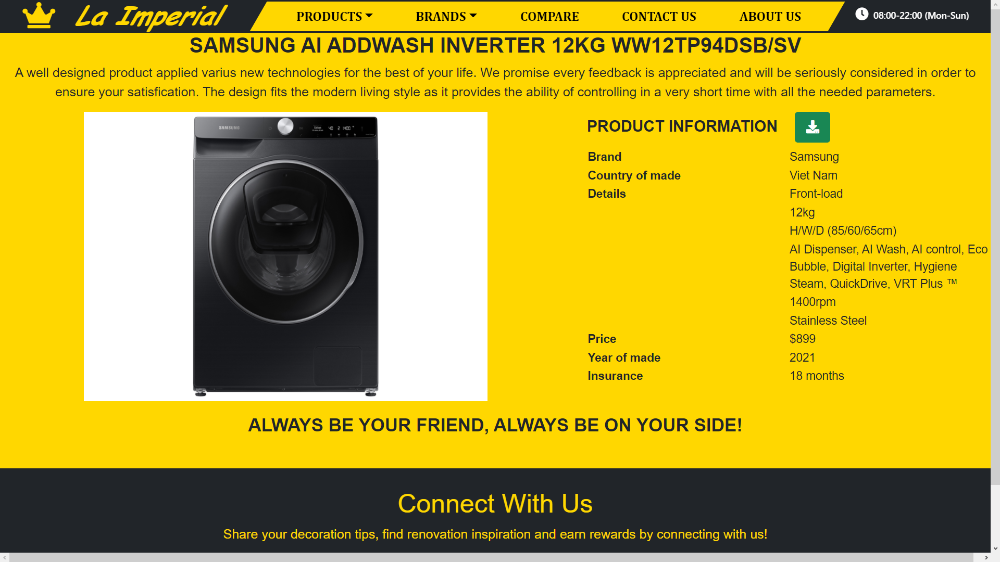 La Imperial
PRODUCTS BRANDS COMPARE CONTACT US ABOUT US
08:00-22:00 (Mon-Sun)
SAMSUNG AI ADDWASH INVERTER 12KG WW12TP94DSB/SV
A well designed product applied varius new technologies for the best of your life. We promise every feedback is appreciated and will be seriously considered in order to
ensure your satisfication. The design fits the modern living style as it provides the ability of controlling in a very short time with all the needed parameters.
SAMSUNG
Cotton
40 2 1400
PRODUCT INFORMATION
Brand Samsung
Country of made Viet Nam
Details Front-load
12kg
H/W/D (85/60/65cm)
AI Dispenser, AI Wash, AI control, Eco
Bubble, Digital Inverter, Hygiene
Steam, QuickDrive, VRT Plus ™
1400rpm
Stainless Steel
Price $899
Year of made 2021
Insurance 18 months
ALWAYS BE YOUR FRIEND, ALWAYS BE ON YOUR SIDE!
Connect With Us
Share your decoration tips, find renovation inspiration and earn rewards by connecting with us!